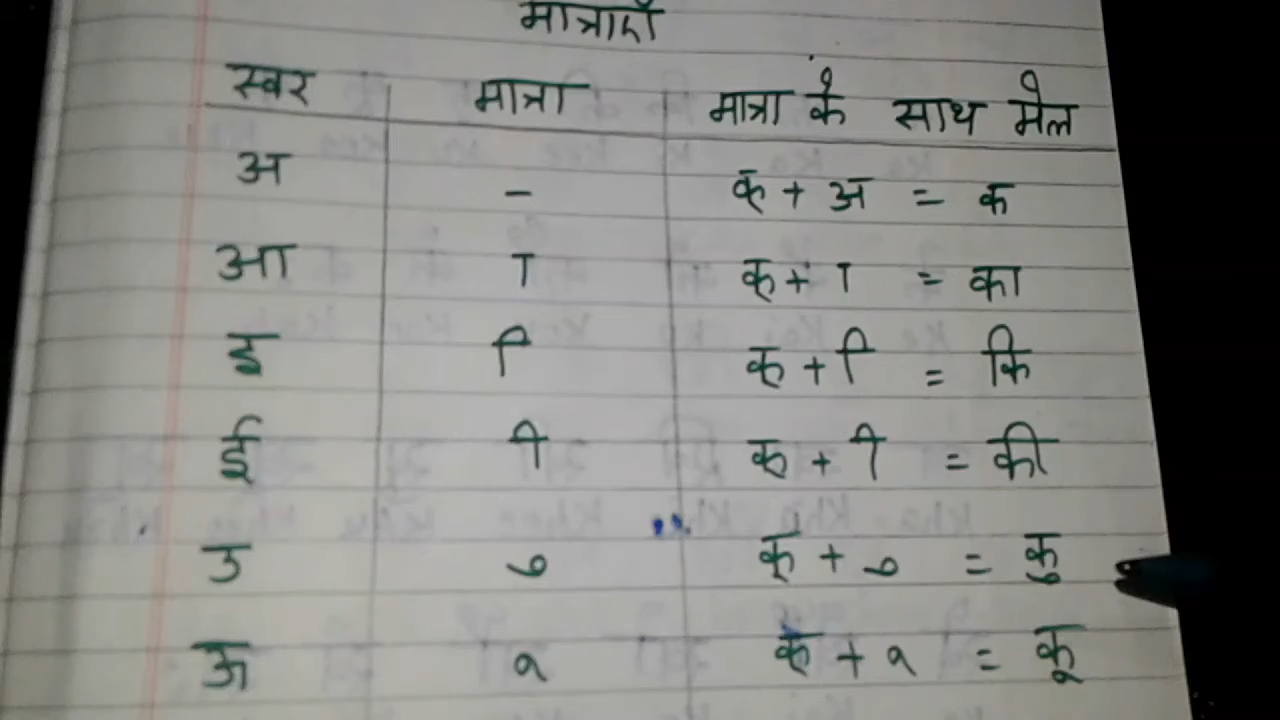 मात्राएँ
स्वर मात्रा मात्रा के साथ मेल
अ - क् + अ = क
आ ा क् + ा = का
इ ि क् + ि = कि
ई ी क् + ी = की
उ ु क् + ु = कु
ऊ ू क् + ू = कू